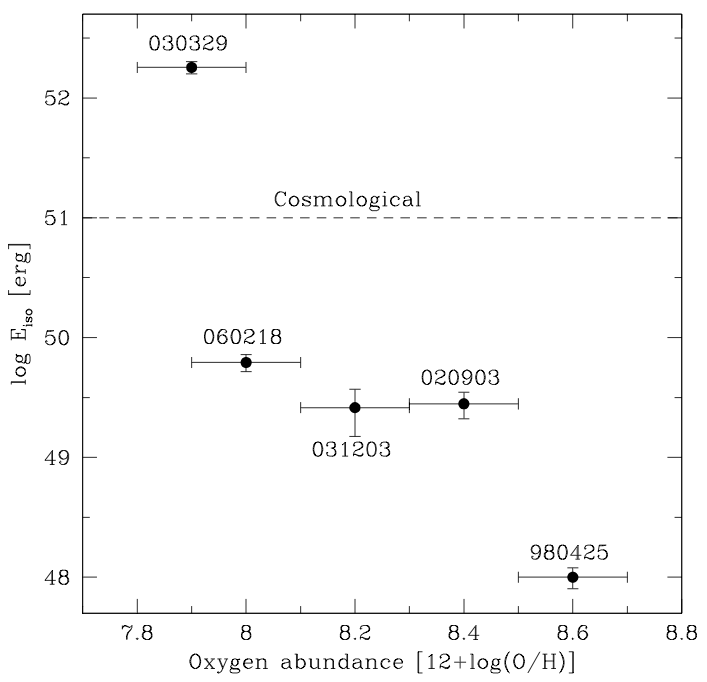 030329
52
Cosmological
51
log E_iso [erg]
50
060218
020903
031203
49
980425
48
7.8 8 8.2 8.4 8.6 8.8
Oxygen abundance [12+log(O/H)]